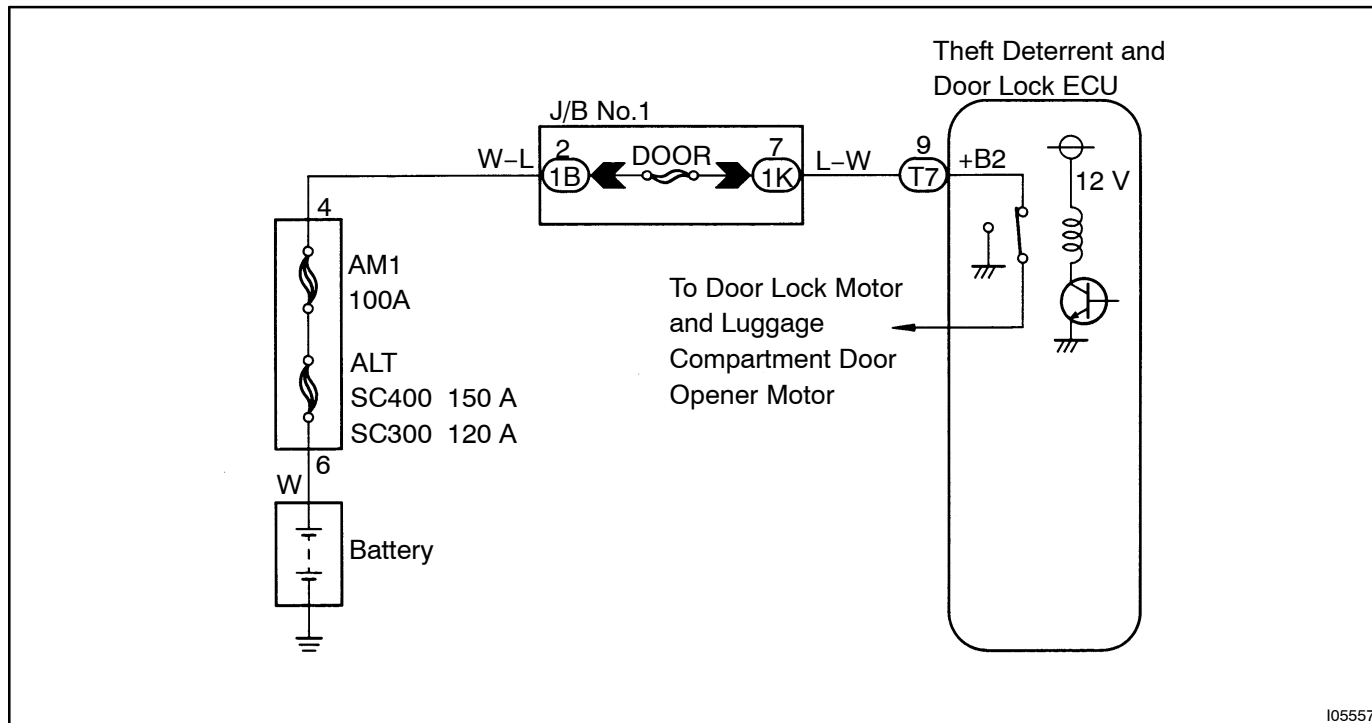 Theft Deterrent and
Door Lock ECU
J/B No.1
W–L
2
1B
DOOR
7
1K
L–W
9
T7
+B2
12 V
4
AM1
100A
ALT
SC400 150 A
SC300 120 A
6
W
Battery
To Door Lock Motor
and Luggage
Compartment Door
Opener Motor
I05557